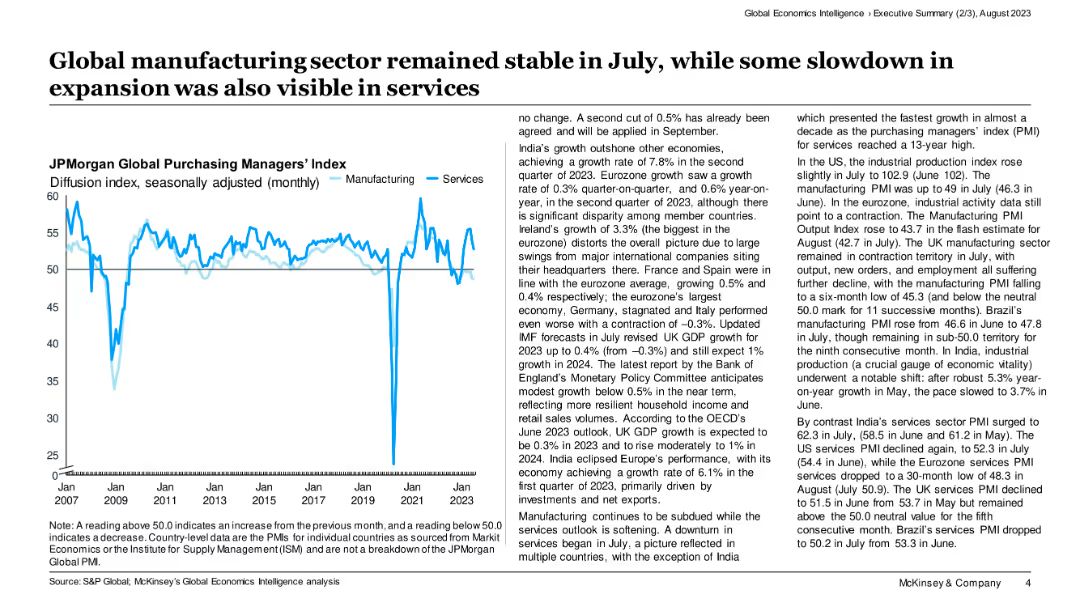 Global Economics Intelligence › Executive Summary (2/3), August 2023
Global manufacturing sector remained stable in July, while some slowdown in
expansion was also visible in services
JPMorgan Global Purchasing Managers' Index
Diffusion index, seasonally adjusted (monthly)
Manufacturing
Services
60
55
50
45
40
35
30
25
0
Jan
2007
Jan
2009
Jan
2011
Jan
2013
Jan
2015
Jan
2017
Jan
2019
Jan
2021
Jan
2023
Note: A reading above 50.0 indicates an increase from the previous month, and a reading below 50.0
indicates a decrease. Country-level data are the PMIs for individual countries as sourced from Markit
Economics or the Institute for Supply Management (ISM) and are not a breakdown of the JPMorgan
Global PMI.
no change. A second cut of 0.5% has already been
agreed and will be applied in September.
India's growth outshone other economies,
achieving a growth rate of 7.8% in the second
quarter of 2023. Eurozone growth saw a growth
rate of 0.3% quarter-on-quarter, and 0.6% year-on-
year, in the second quarter of 2023, although there
is significant disparity among member countries.
Ireland's growth of 3.3% (the biggest in the
eurozone) distorts the overall picture due to large
swings from major international companies siting
their headquarters there. France and Spain were in
line with the eurozone average, growing 0.5% and
0.4% respectively; the eurozone's largest
economy, Germany, stagnated and Italy performed
even worse with a contraction of –0.3%. Updated
IMF forecasts in July revised UK GDP growth for
2023 up to 0.4% (from –0.3%) and still expect 1%
growth in 2024. The latest report by the Bank of
England's Monetary Policy Committee anticipates
modest growth below 0.5% in the near term,
reflecting more resilient household income and
retail sales volumes. According to the OECD's
June 2023 outlook, UK GDP growth is expected to
be 0.3% in 2023 and to rise moderately to 1% in
2024. India eclipsed Europe's performance, with its
economy achieving a growth rate of 6.1% in the
first quarter of 2023, primarily driven by
investments and net exports.
Manufacturing continues to be subdued while the
services outlook is softening. A downturn in
services began in July, a picture reflected in
multiple countries, with the exception of India
which presented the fastest growth in almost a
decade as the purchasing managers' index (PMI)
for services reached a 13-year high.
In the US, the industrial production index rose
slightly in July to 102.9 (June 102). The
manufacturing PMI was up to 49 in July (46.3 in
June). In the eurozone, industrial activity data still
point to a contraction. The Manufacturing PMI
Output Index rose to 43.7 in the flash estimate for
August (42.7 in July). The UK manufacturing sector
remained in contraction territory in July, with
output, new orders, and employment all suffering
further decline, with the manufacturing PMI falling
to a six-month low of 45.3 (and below the neutral
50.0 mark for 11 successive months). Brazil's
manufacturing PMI rose from 46.6 in June to 47.8
in July, though remaining in sub-50.0 territory for
the ninth consecutive month. In India, industrial
production (a crucial gauge of economic vitality)
underwent a notable shift: after robust 5.3% year-
on-year growth in May, the pace slowed to 3.7% in
June.
By contrast India's services sector PMI surged to
62.3 in July, (58.5 in June and 61.2 in May). The
US services PMI declined again, to 52.3 in July
(54.4 in June), while the Eurozone services PMI
services dropped to a 30-month low of 48.3 in
August (July 50.9). The UK services PMI declined
to 51.5 in June from 53.7 in May but remained
above the 50.0 neutral value for the fifth
consecutive month. Brazil's services PMI dropped
to 50.2 in July from 53.3 in June.
Source: S&P Global; McKinsey's Global Economics Intelligence analysis
McKinsey & Company 4